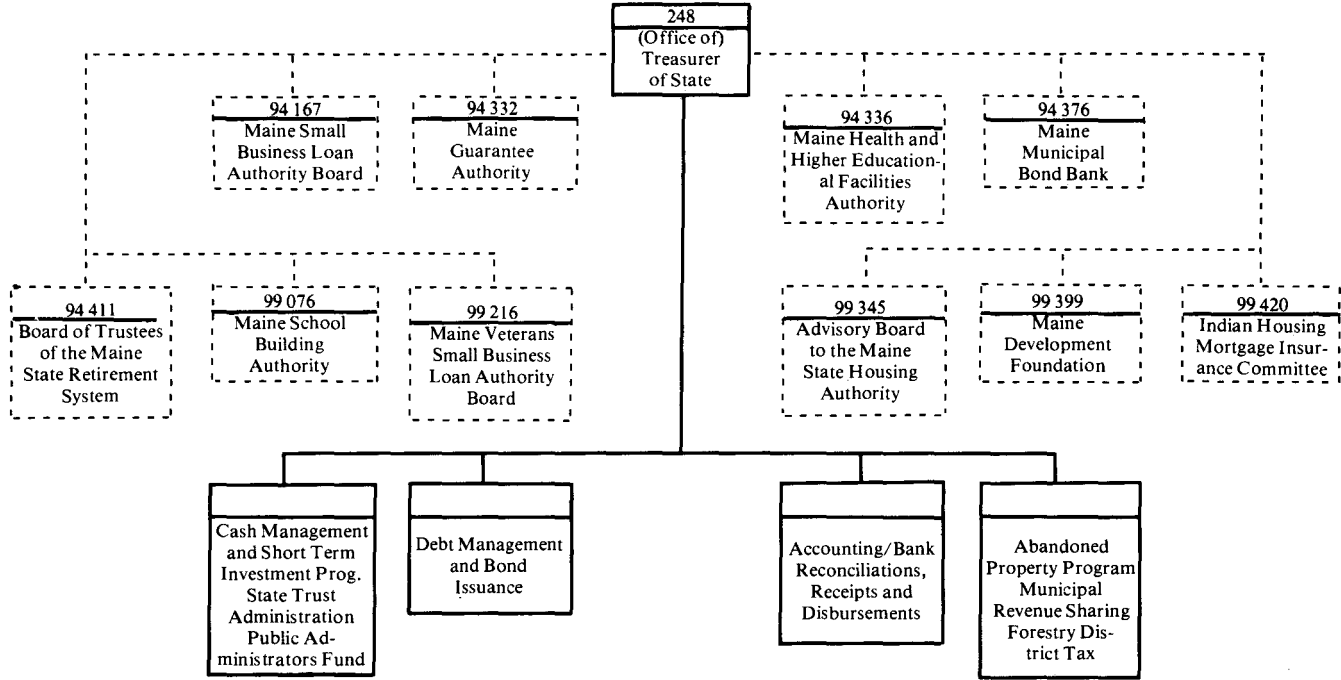 248
(Office of)
Treasurer
of State
94 167
Maine Small
Business Loan
Authority Board
94 332
Maine
Guarantee
Authority
94 336
Maine Health and
Higher Education-
al Facilities
Authority
94 376
Maine
Municipal
Bond Bank
94 411
Board of Trustees
of the Maine
State Retirement
System
99 076
Maine School
Building
Authority
99 216
Maine Veterans
Small Business
Loan Authority
Board
99 345
Advisory Board
to the Maine
State Housing
Authority
99 399
Maine
Development
Foundation
99 420
Indian Housing
Mortgage Insur-
ance Committee
Cash Management
and Short Term
Investment Prog.
State Trust
Administration
Public Ad-
ministrators Fund
Debt Management
and Bond
Issuance
Accounting/Bank
Reconciliations,
Receipts and
Disbursements
Abandoned
Property Program
Municipal
Revenue Sharing
Forestry Dis-
trict Tax